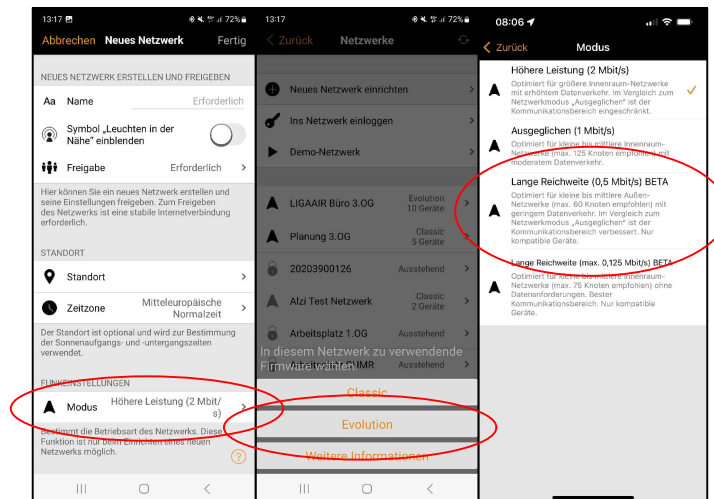 13:17
72%
Abbrechen Neues Netzwerk Fertig
NEUES NETZWERK ERSTELLEN UND FREIGEBEN
Aa Name Erforderlich
Symbol „Leuchten in der
Nähe“ einblenden
Freigabe Erforderlich
Hier können Sie ein neues Netzwerk erstellen und
seine Einstellungen freigeben. Zum Freigeben
des Netzwerks ist eine stabile Internetverbindung
erforderlich.
STANDORT
Standort
Zeitzone Mitteleuropäische
Normalzeit
Der Standort ist optional und wird zur Bestimmung
der Sonnenaufgangs- und -untergangszeiten
verwendet.
FUNKEINSTELLUNGEN
Modus Höhere Leistung (2 Mbit/
s)
Bestimmt die Betriebsart des Netzwerks. Diese
Funktion ist nur beim Einrichten eines neuen
Netzwerks möglich.
?
13:17
72%
Zurück Netzwerke
Neues Netzwerk einrichten
Ins Netzwerk einloggen
Demo-Netzwerk
LIGAAIR Büro 3.OG Evolution
10 Geräte
Planung 3.OG Classic
5 Geräte
20203900126 Ausstehend
Alzi Test Netzwerk Classic
2 Geräte
Arbeitsplatz 1.OG Ausstehend
Ausstehend
In diesem Netzwerk zu verwendende
Firmware wählen:
Classic
Evolution
Weitere Informationen
08:06
Zurück Modus
Höhere Leistung (2 Mbit/s)
Optimiert für größere Innenraum-Netzwerke
mit erhöhtem Datenverkehr. Im Vergleich zum
Netzwerkmodus „Ausgeglichen“ ist der
Kommunikationsbereich eingeschränkt.
Ausgeglichen (1 Mbit/s)
Optimiert für kleine bis mittlere Innenraum-
Netzwerke (max. 125 Knoten empfohlen) mit
moderatem Datenverkehr.
Lange Reichweite (0,5 Mbit/s) BETA
Optimiert für kleine bis mittlere Außen-
Netzwerke (max. 60 Knoten empfohlen) mit
geringem Datenverkehr. Im Vergleich zum
Netzwerkmodus „Ausgeglichen“ ist der
Kommunikationsbereich verbessert. Nur
kompatible Geräte.
Lange Reichweite (max. 0,125 Mbit/s) BETA
Optimiert für kleine bis mittlere Innenraum-
Netzwerke (max. 75 Knoten empfohlen) ohne
Datenanforderungen. Bester
Kommunikationsbereich. Nur kompatible
Geräte.